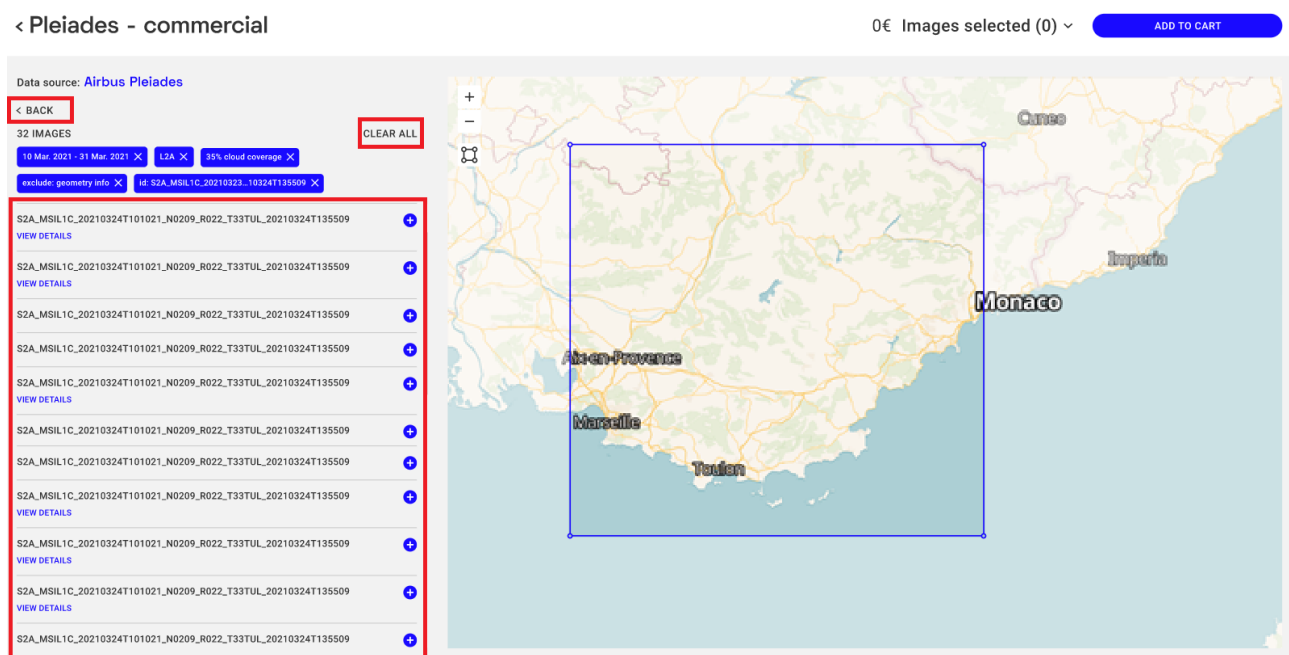 < Pleiades - commercial
0€ Images selected (0)
ADD TO CART
Data source: Airbus Pleiades
< BACK
32 IMAGES
CLEAR ALL
10 Mar. 2021 - 31 Mar. 2021 X
L2A X
35% cloud coverage X
exclude: geometry info X
id: S2A_MSIL1C_20210323...10324T135509 X
S2A_MSIL1C_20210324T101021_N0209_R022_T33TUL_20210324T135509
VIEW DETAILS
S2A_MSIL1C_20210324T101021_N0209_R022_T33TUL_20210324T135509
VIEW DETAILS
S2A_MSIL1C_20210324T101021_N0209_R022_T33TUL_20210324T135509
S2A_MSIL1C_20210324T101021_N0209_R022_T33TUL_20210324T135509
S2A_MSIL1C_20210324T101021_N0209_R022_T33TUL_20210324T135509
VIEW DETAILS
S2A_MSIL1C_20210324T101021_N0209_R022_T33TUL_20210324T135509
S2A_MSIL1C_20210324T101021_N0209_R022_T33TUL_20210324T135509
S2A_MSIL1C_20210324T101021_N0209_R022_T33TUL_20210324T135509
VIEW DETAILS
S2A_MSIL1C_20210324T101021_N0209_R022_T33TUL_20210324T135509
VIEW DETAILS
S2A_MSIL1C_20210324T101021_N0209_R022_T33TUL_20210324T135509
VIEW DETAILS
S2A_MSIL1C_20210324T101021_N0209_R022_T33TUL_20210324T135509
+
−
Cuneo
Imperia
Monaco
Aix-en-Provence
Marseille
Toulon